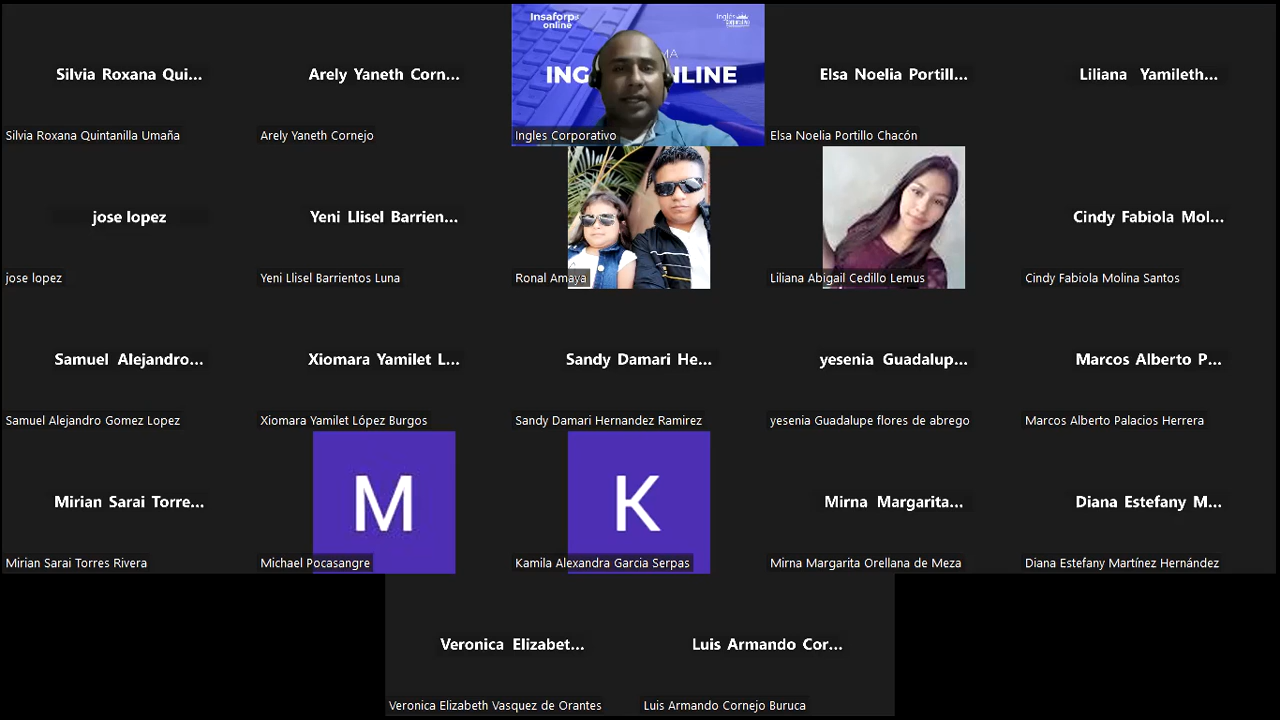 Silvia Roxana Qui...
Silvia Roxana Quintanilla Umaña
Arely Yaneth Corn...
Arely Yaneth Cornejo
Insaforp
online
Inglés
MA
ING
NLINE
Ingles Corporativo
Elsa Noelia Portill...
Elsa Noelia Portillo Chacón
Liliana Yamileth...
jose lopez
jose lopez
Yeni Llisel Barrien...
Yeni Llisel Barrientos Luna
Ronal Amaya
Liliana Abigail Cedillo Lemus
Cindy Fabiola Mol...
Cindy Fabiola Molina Santos
Samuel Alejandro...
Samuel Alejandro Gomez Lopez
Xiomara Yamilet L...
Xiomara Yamilet López Burgos
Sandy Damari He...
Sandy Damari Hernandez Ramirez
yesenia Guadalup...
yesenia Guadalupe flores de abrego
Marcos Alberto P...
Marcos Alberto Palacios Herrera
Mirian Sarai Torre...
Mirian Sarai Torres Rivera
M
Michael Pocasangre
K
Kamila Alexandra Garcia Serpas
Mirna Margarita...
Mirna Margarita Orellana de Meza
Diana Estefany M...
Diana Estefany Martínez Hernández
Veronica Elizabet...
Veronica Elizabeth Vasquez de Orantes
Luis Armando Cor...
Luis Armando Cornejo Buruca